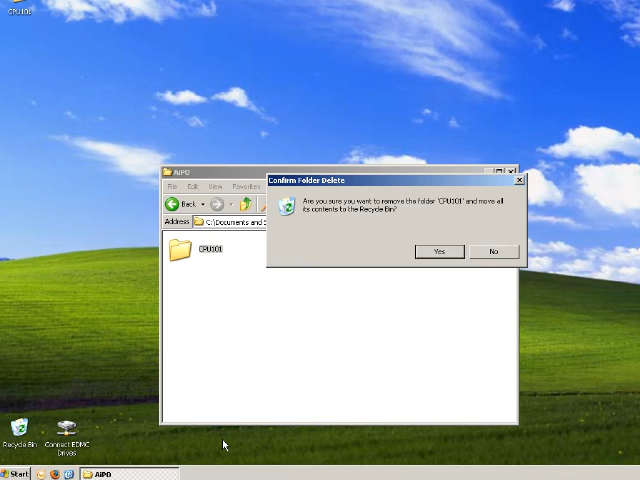 CPU101
AiPO
File Edit View Favorites
Back
Address C:\Documents and S
CPU101
Confirm Folder Delete
Are you sure you want to remove the folder 'CPU101' and move all
its contents to the Recycle Bin?
Yes No
Recycle Bin
Connect EDMC
Drives
Start AiPO